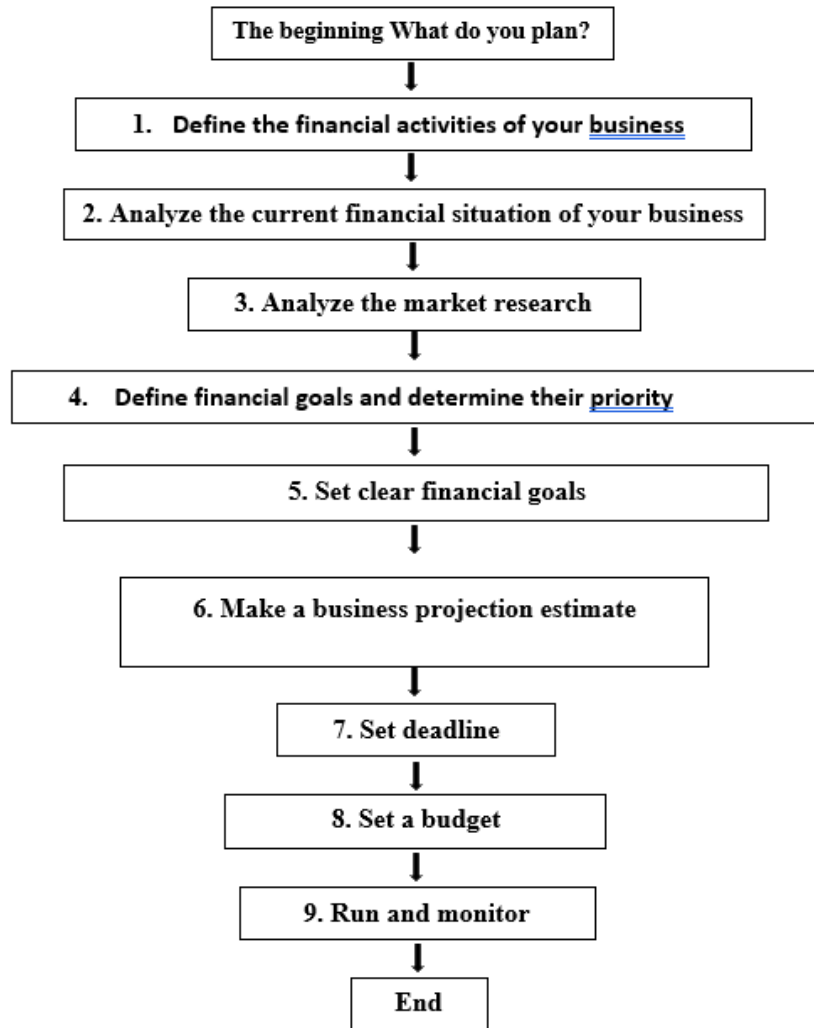 The beginning What do you plan?
1. Define the financial activities of your business
2. Analyze the current financial situation of your business
3. Analyze the market research
4. Define financial goals and determine their priority
5. Set clear financial goals
6. Make a business projection estimate
7. Set deadline
8. Set a budget
9. Run and monitor
End